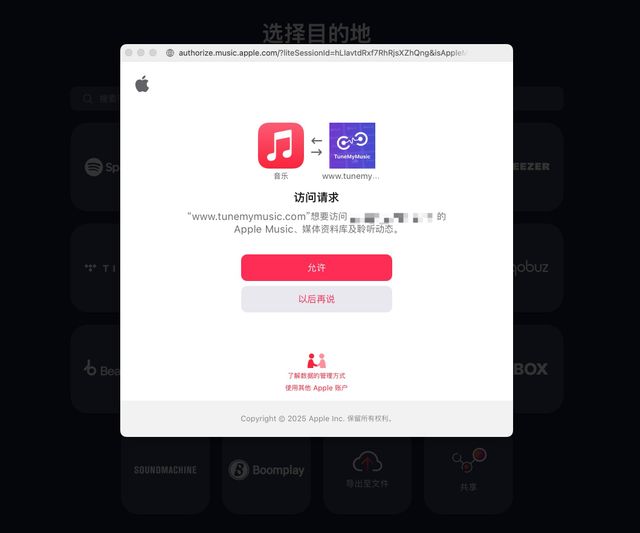 选择目的地
authorize.music.apple.com/?liteSessionId=hLIavtdRxf7RhRjsXZhQng&isAppleM
搜索
音乐
TuneMyMusic
www.tunemy...
访问请求
“www.tunemymusic.com”想要访问 的
Apple Music、媒体资料库及聆听动态。
允许
以后再说
了解数据的管理方式
使用其他 Apple 账户
Copyright © 2025 Apple Inc. 保留所有权利。
Sp
EEZER
TI
qobuz
Bea
BOX
SOUNDMACHINE
Boomplay
导出至文件
共享